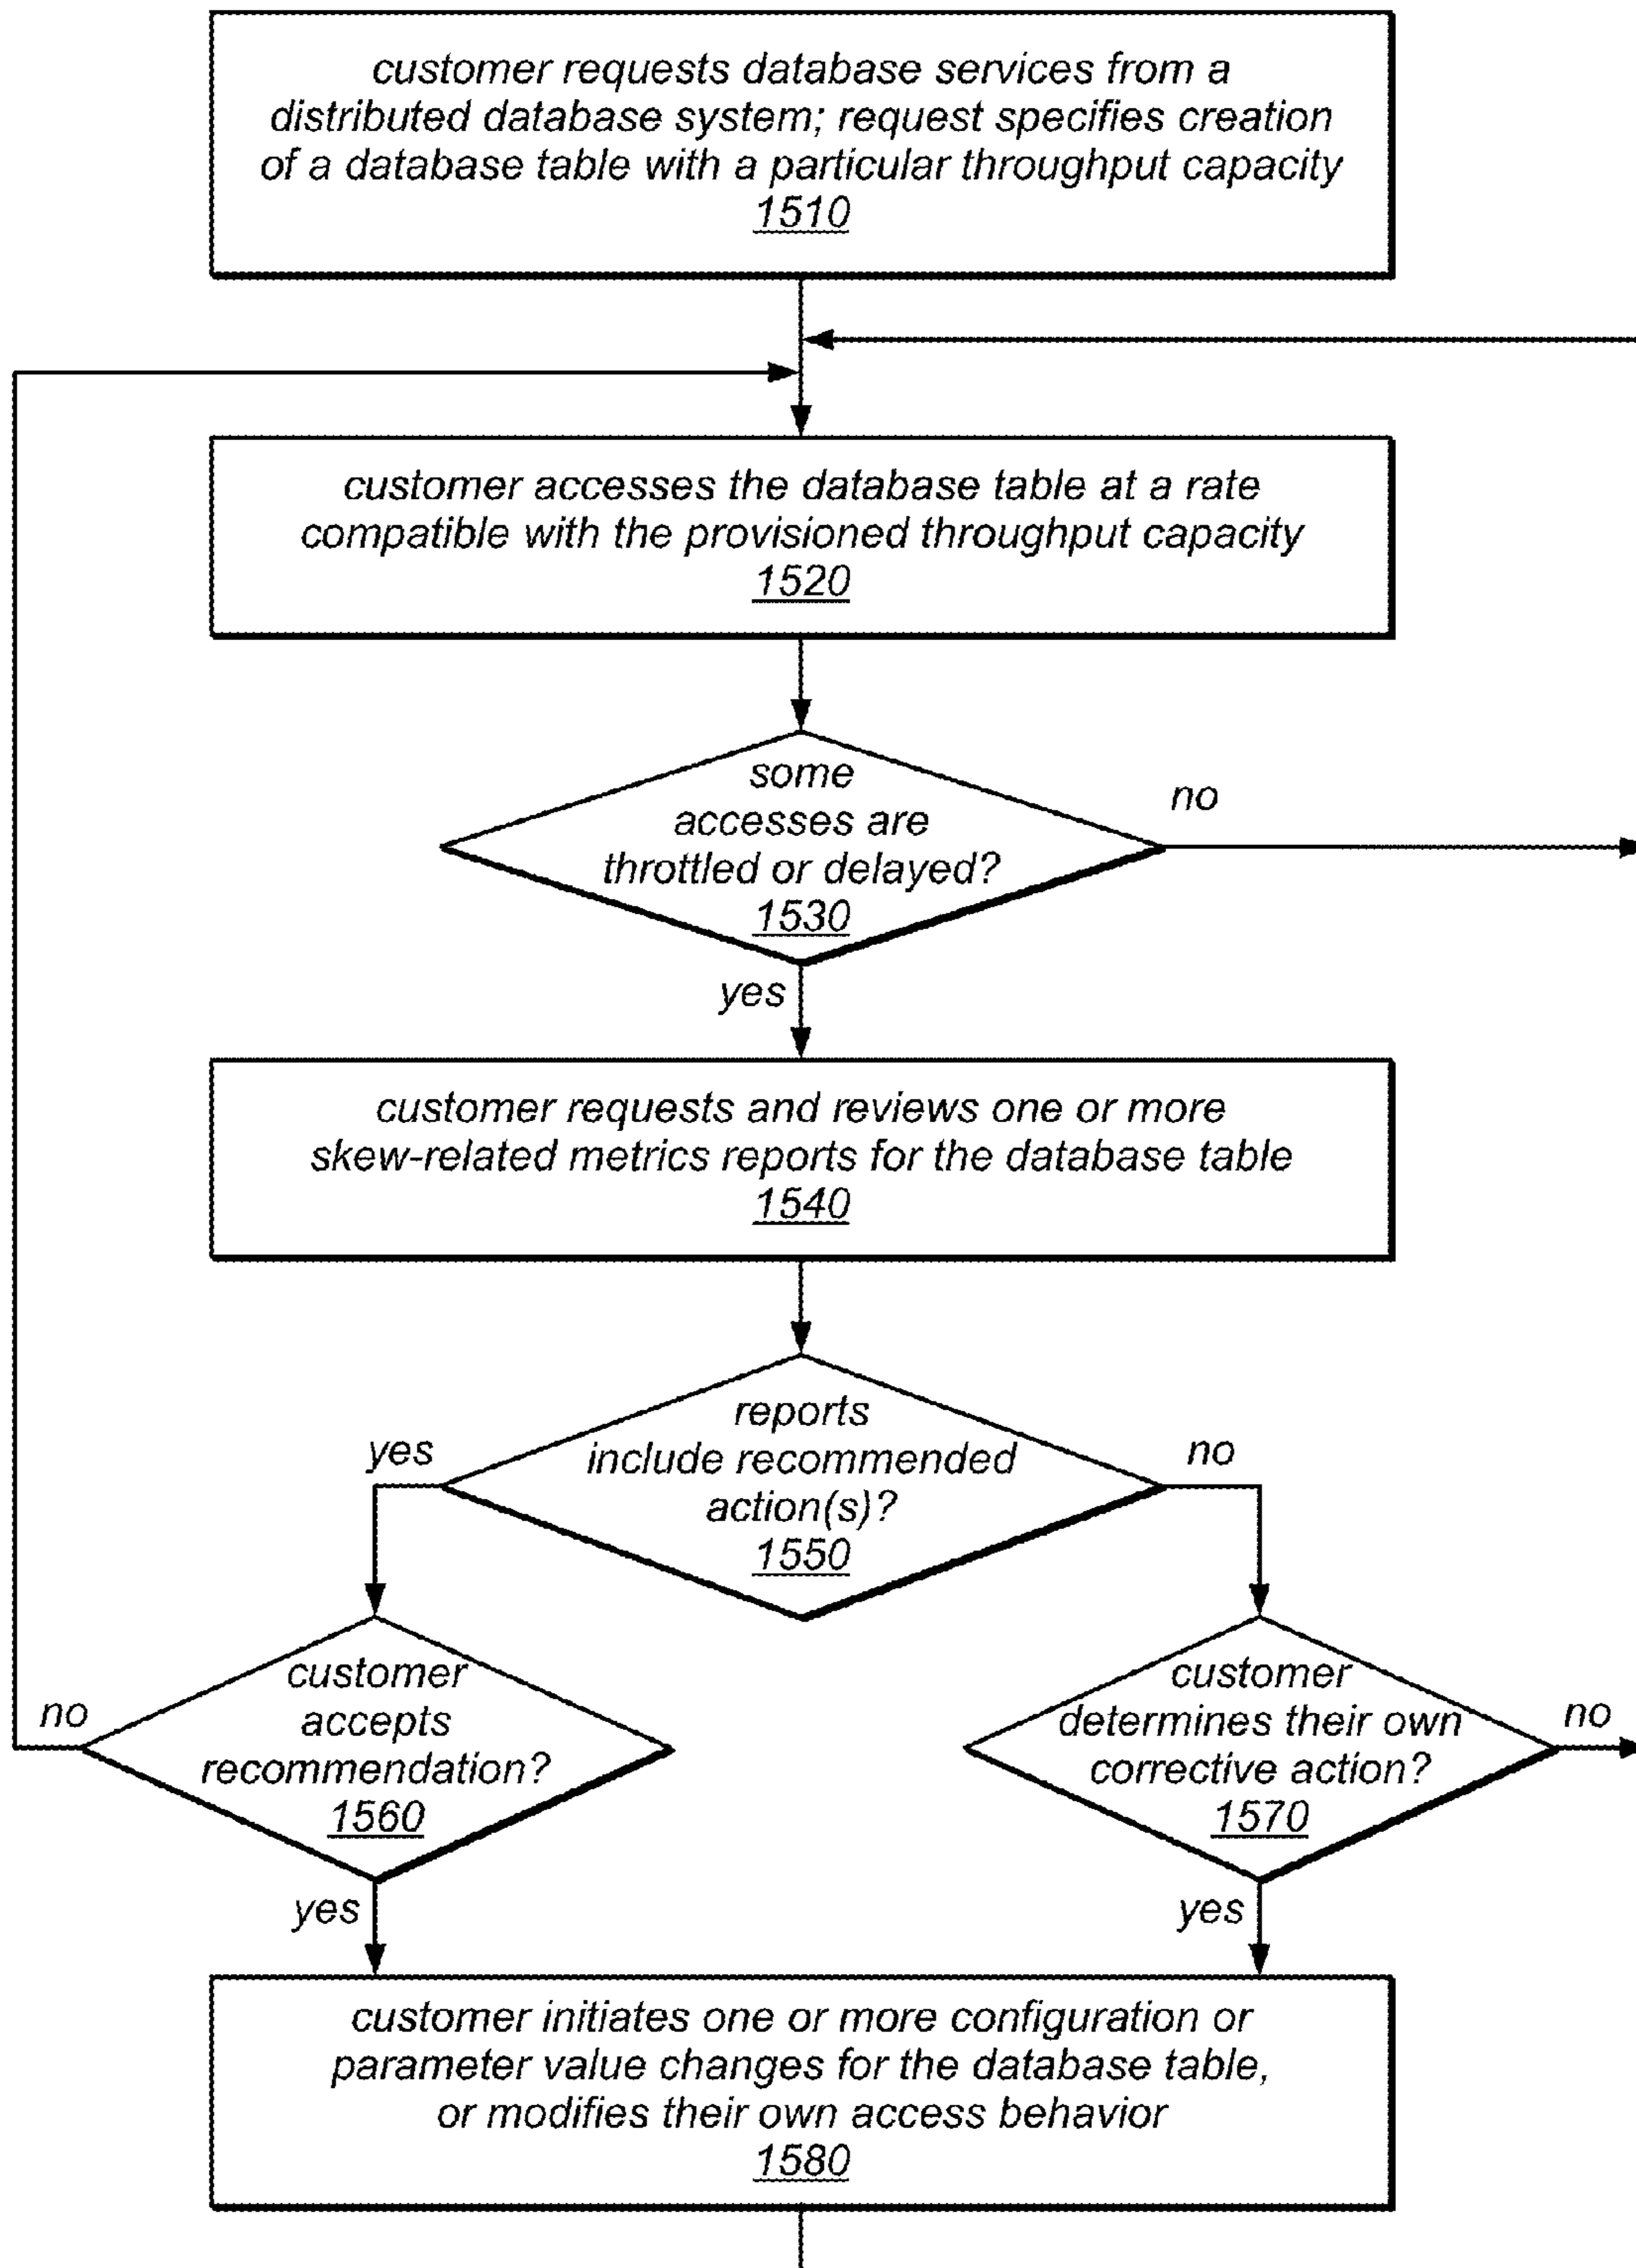 customer requests database services from a
distributed database system; request specifies creation
of a database table with a particular throughput capacity
1510
customer accesses the database table at a rate
compatible with the provisioned throughput capacity
1520
some
accesses are
throttled or delayed?
1530
no
yes
customer requests and reviews one or more
skew-related metrics reports for the database table
1540
reports
include recommended
action(s)?
1550
yes
no
customer
accepts
recommendation?
1560
no
yes
customer
determines their own
corrective action?
1570
no
yes
customer initiates one or more configuration or
parameter value changes for the database table,
or modifies their own access behavior
1580